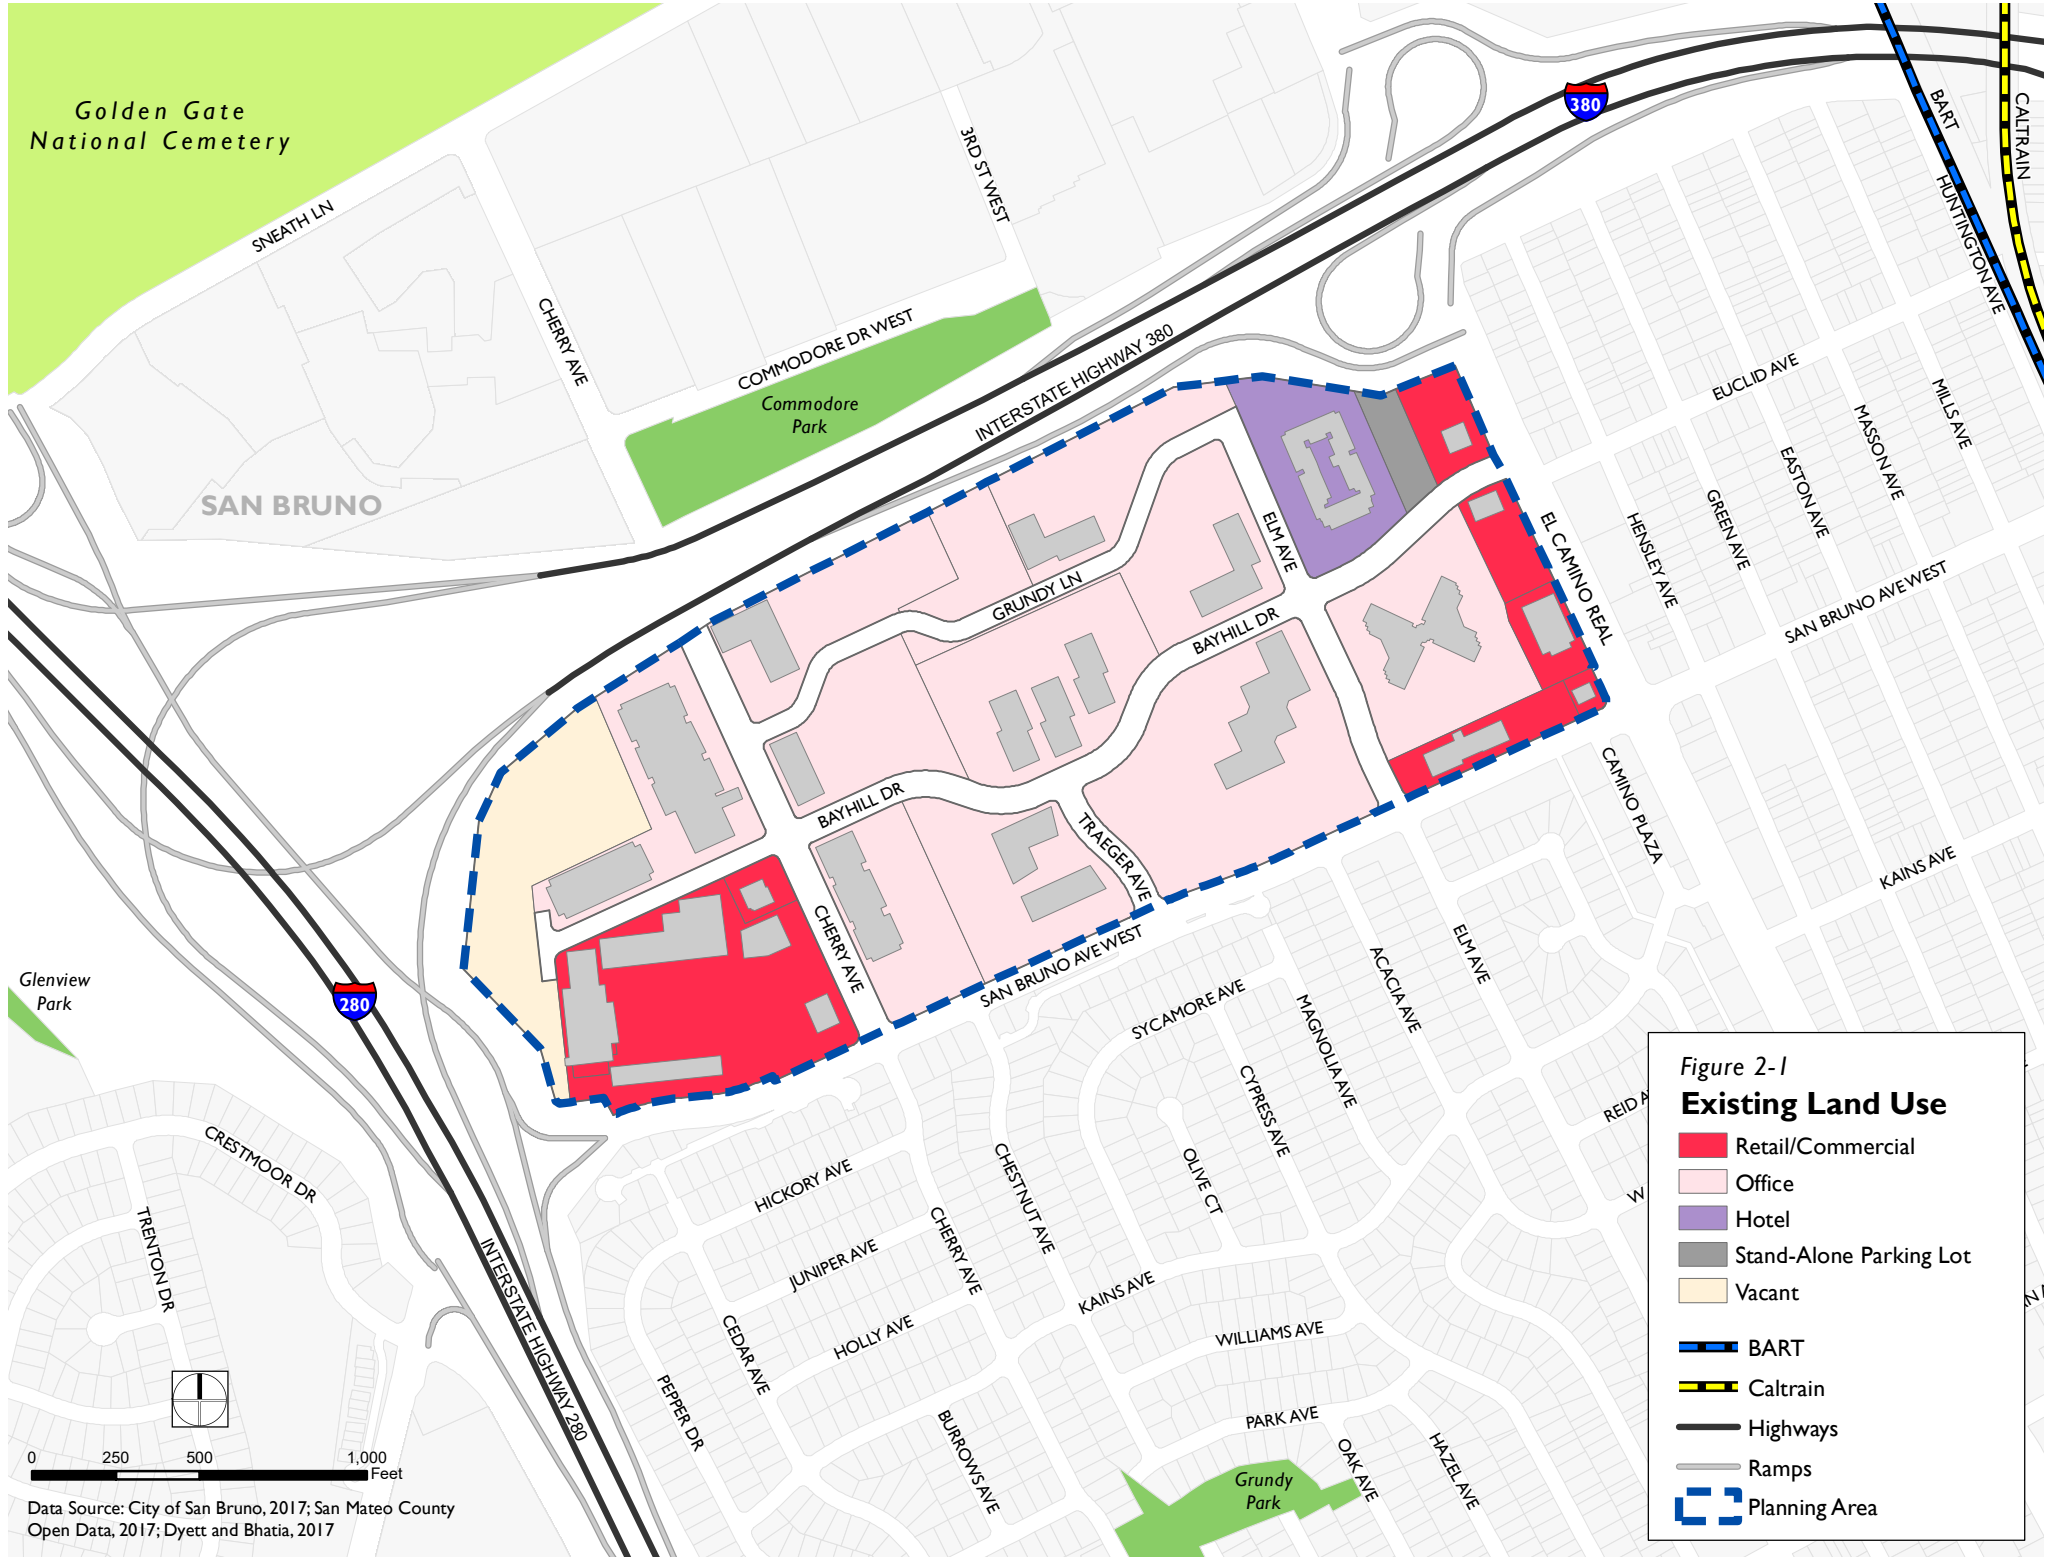 Golden Gate
National Cemetery
SNEATH LN
CHERRY AVE
3RD ST WEST
COMMODORE DR WEST
Commodore
Park
INTERSTATE HIGHWAY 380
380
BART
CALTRAIN
HUNTINGTON AVE
EUCLID AVE
MILLS AVE
MASSON AVE
EASTON AVE
GREEN AVE
HENSLEY AVE
EL CAMINO REAL
SAN BRUNO AVE WEST
SAN BRUNO
ELM AVE
GRUNDY LN
BAYHILL DR
BAYHILL DR
TRAEGER AVE
CHERRY AVE
SAN BRUNO AVE WEST
CAMINO PLAZA
KAINS AVE
Glenview
Park
280
SYCAMORE AVE
MAGNOLIA AVE
ACACIA AVE
ELM AVE
CYPRESS AVE
REID A
W
CRESTMOOR DR
TRENTON DR
HICKORY AVE
CHESTNUT AVE
OLIVE CT
JUNIPER AVE
CHERRY AVE
KAINS AVE
HOLLY AVE
WILLIAMS AVE
CEDAR AVE
PEPPER DR
BURROWS AVE
PARK AVE
OAK AVE
HAZEL AVE
Grundy
Park
INTERSTATE HIGHWAY 280
Figure 2-1
Existing Land Use
Retail/Commercial
Office
Hotel
Stand-Alone Parking Lot
Vacant
BART
Caltrain
Highways
Ramps
Planning Area
0 250 500 1,000
Feet
Data Source: City of San Bruno, 2017; San Mateo County
Open Data, 2017; Dyett and Bhatia, 2017